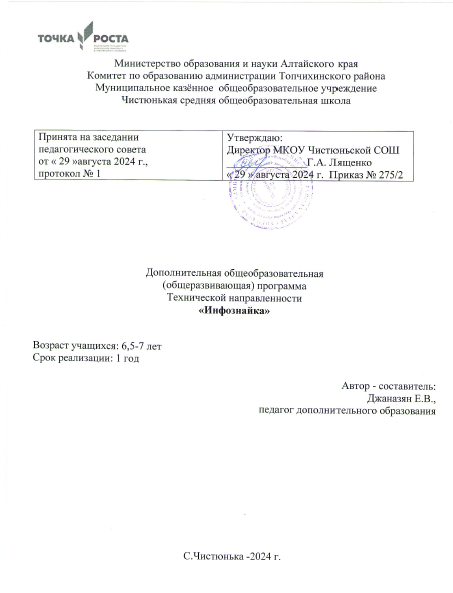 ТОЧКА РОСТА
Министерство образования и науки Алтайского края
Комитет по образованию администрации Топчихинского района
Муниципальное казённое общеобразовательное учреждение
Чистюнькая средняя общеобразовательная школа
Принята на заседании
педагогического совета
от « 29 »августа 2024 г.,
протокол № 1
Утверждаю:
Директор МКОУ Чистюньской СОШ
Г.А. Лященко
« 29 » августа 2024 г. Приказ № 275/2
Дополнительная общеобразовательная
(общеразвивающая) программа
Технической направленности
«Инфознайка»
Возраст учащихся: 6,5-7 лет
Срок реализации: 1 год
Автор - составитель:
Джаназян Е.В.,
педагог дополнительного образования
С.Чистюнька -2024 г.